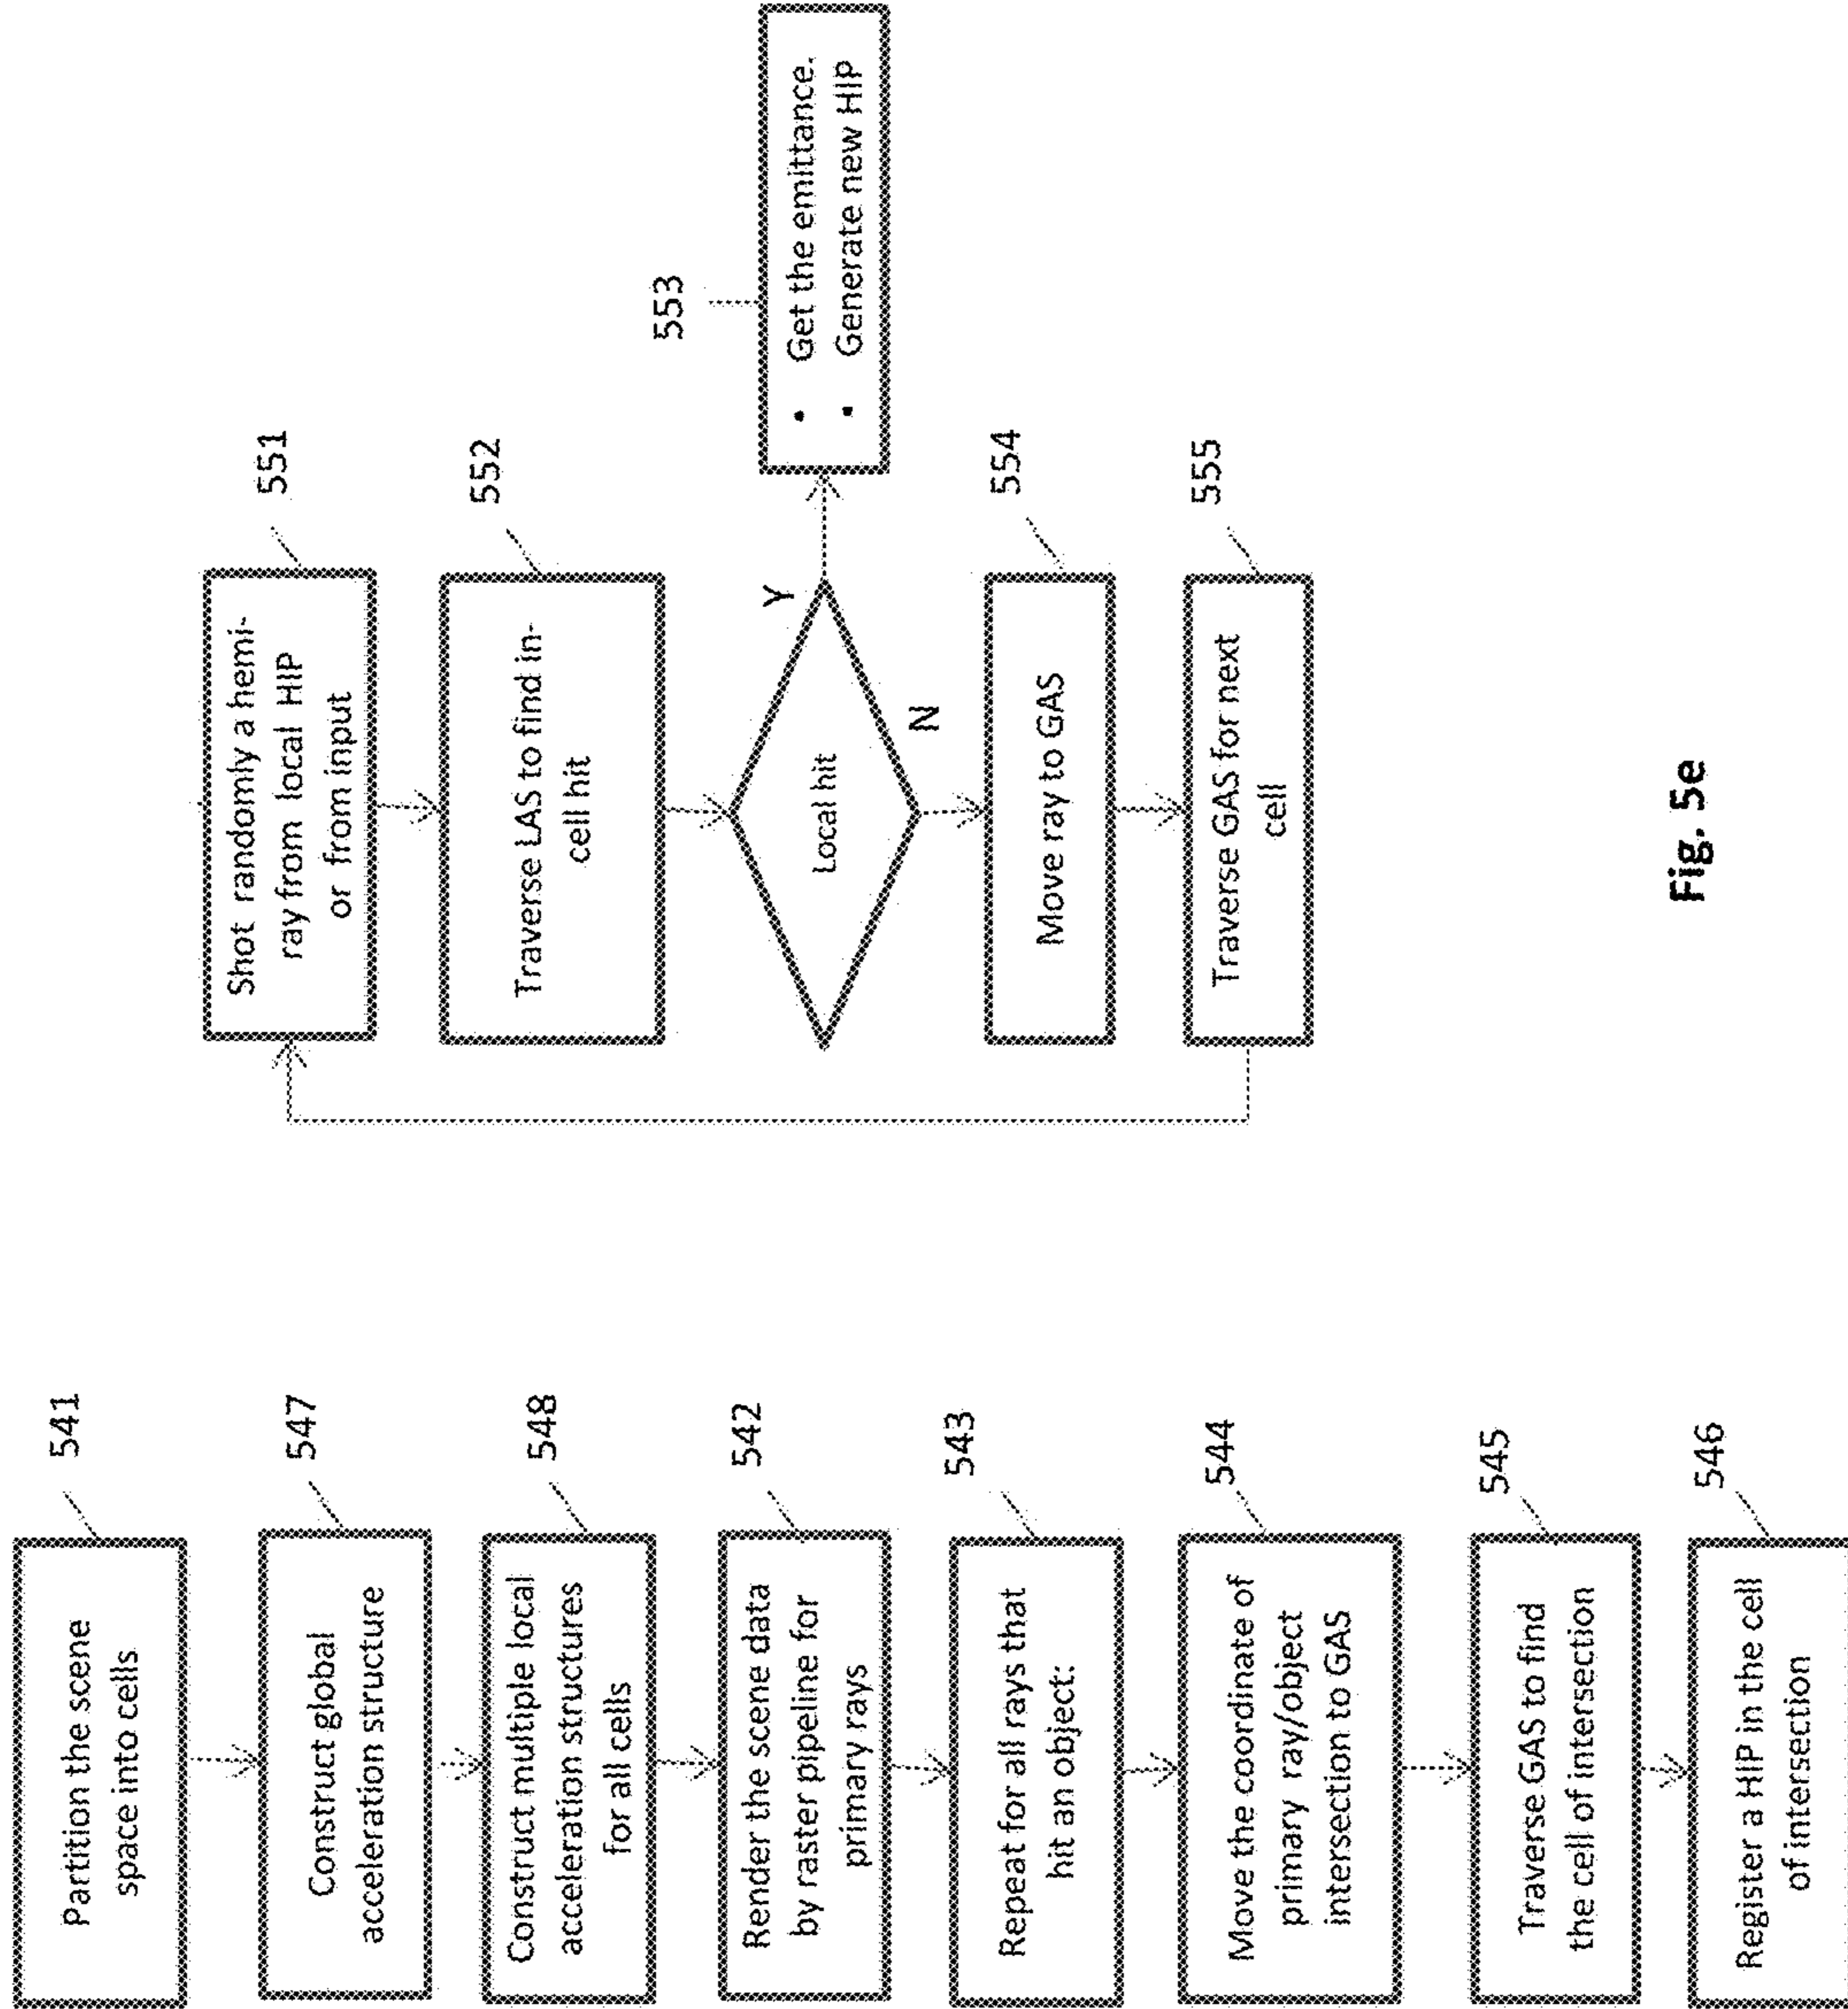 541
Partition the scene
space into cells
547
Construct global
acceleration structure
548
Construct multiple local
acceleration structures
for all cells
542
Render the scene data
by raster pipeline for
primary rays
543
Repeat for all rays that
hit an object:
544
Move the coordinate of
primary ray/object
intersection to GAS
545
Traverse GAS to find
the cell of intersection
546
Register a HIP in the cell
of intersection
551
Shot randomly a hemi-
ray from local HIP
or from input
552
Traverse LAS to find in-
cell hit
Local hit
Y
N
553
• Get the emittance.
• Generate new HIP
554
Move ray to GAS
555
Traverse GAS for next
cell
Fig. 5e